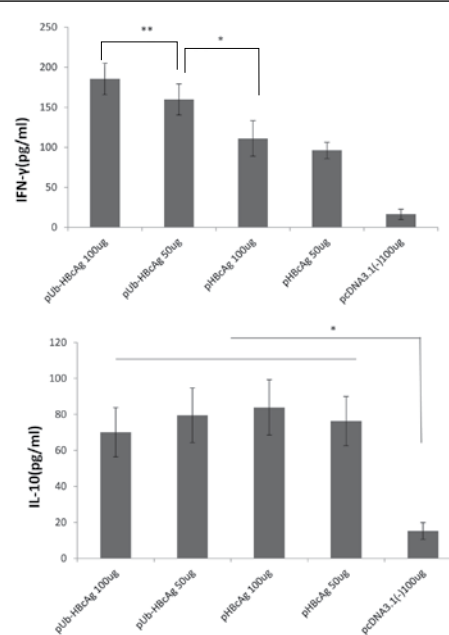 250
**
*
200
150
100
50
0
IFN-γ(pg/ml)
pUb-HBcAg 100ug
pUb-HBcAg 50ug
pHBcAg 100ug
pHBcAg 50ug
pcDNA3.1(-)100ug
120
*
100
80
60
40
20
0
IL-10(pg/ml)
pUb-HBcAg 100ug
pUb-HBcAg 50ug
pHBcAg 100ug
pHBcAg 50ug
pcDNA3.1(-)100ug